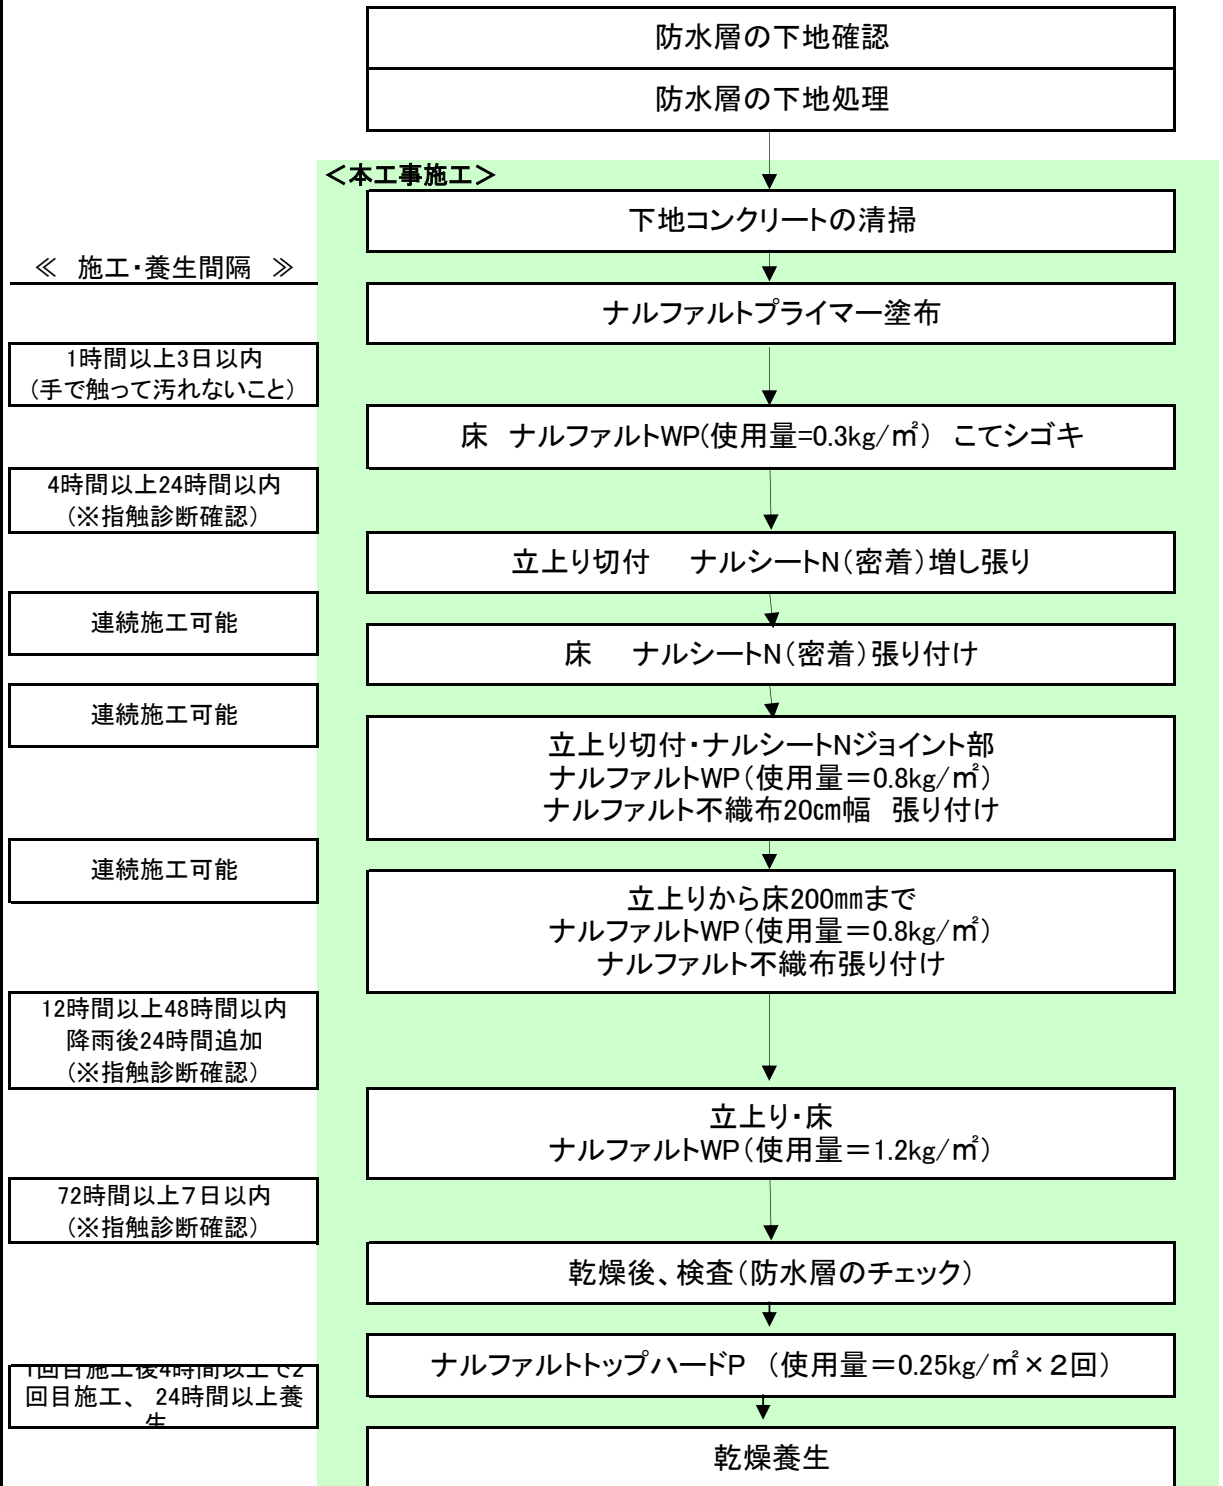 防水層の下地確認
防水層の下地処理
＜本工事施工＞
下地コンクリートの清掃
≪　施工・養生間隔　≫
ナルファルトプライマー塗布
1時間以上3日以内
（手で触って汚れないこと）
床　ナルファルトWP(使用量=0.3kg/㎡)　こてシゴキ
4時間以上24時間以内
（※指触診断確認）
立上り切付　　ナルシートN（密着）増し張り
連続施工可能
床　　ナルシートN（密着）張り付け
連続施工可能
立上り切付・ナルシートNジョイント部
ナルファルトWP（使用量＝0.8kg/㎡）
ナルファルト不織布20㎝幅　張り付け
連続施工可能
立上りから床200㎜まで
ナルファルトWP（使用量＝0.8kg/㎡）
ナルファルト不織布張り付け
12時間以上48時間以内
降雨後24時間追加
（※指触診断確認）
立上り・床
ナルファルトWP（使用量＝1.2kg/㎡）
72時間以上７日以内
（※指触診断確認）
乾燥後、検査（防水層のチェック）
ナルファルトトップハードP　（使用量＝0.25kg/㎡×２回）
1回目施工後4時間以上で2
回目施工、 24時間以上養
生
乾燥養生